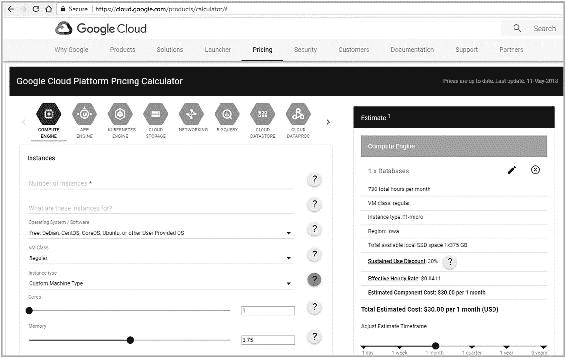 Secure https://cloud.google.com/products/calculator/#
Google Cloud
Search
Why Google Products Solutions Launcher Pricing Security Customers Documentation Support Partners
Google Cloud Platform Pricing Calculator
Prices are up to date. Last update: 11-May-2018
COMPUTE ENGINE
APP ENGINE
KUBERNETES ENGINE
CLOUD STORAGE
NETWORKING
BIGQUERY
CLOUD DATASTORE
CLOUD DATAPROC
Instances
Number of instances *
?
What are these instances for?
?
Operating System / Software
Free: Debian, CentOS, CoreOS, Ubuntu, or other User Provided OS
?
VM Class
Regular
?
Instance type
Custom Machine Type
?
Cores
1
?
Memory
3.75
?
Estimate
Compute Engine
1 x Databases
730 total hours per month
VM class: regular
Instance type: f1-micro
Region: Iowa
Total available local SSD space 1x375 GB
Sustained Use Discount: 30%
?
Effective Hourly Rate: $0.0411
Estimated Component Cost: $30.00 per 1 month
Total Estimated Cost: $30.00 per 1 month (USD)
Adjust Estimate Timeframe
1 day 1 week 1 month 1 quarter 1 year 3 years